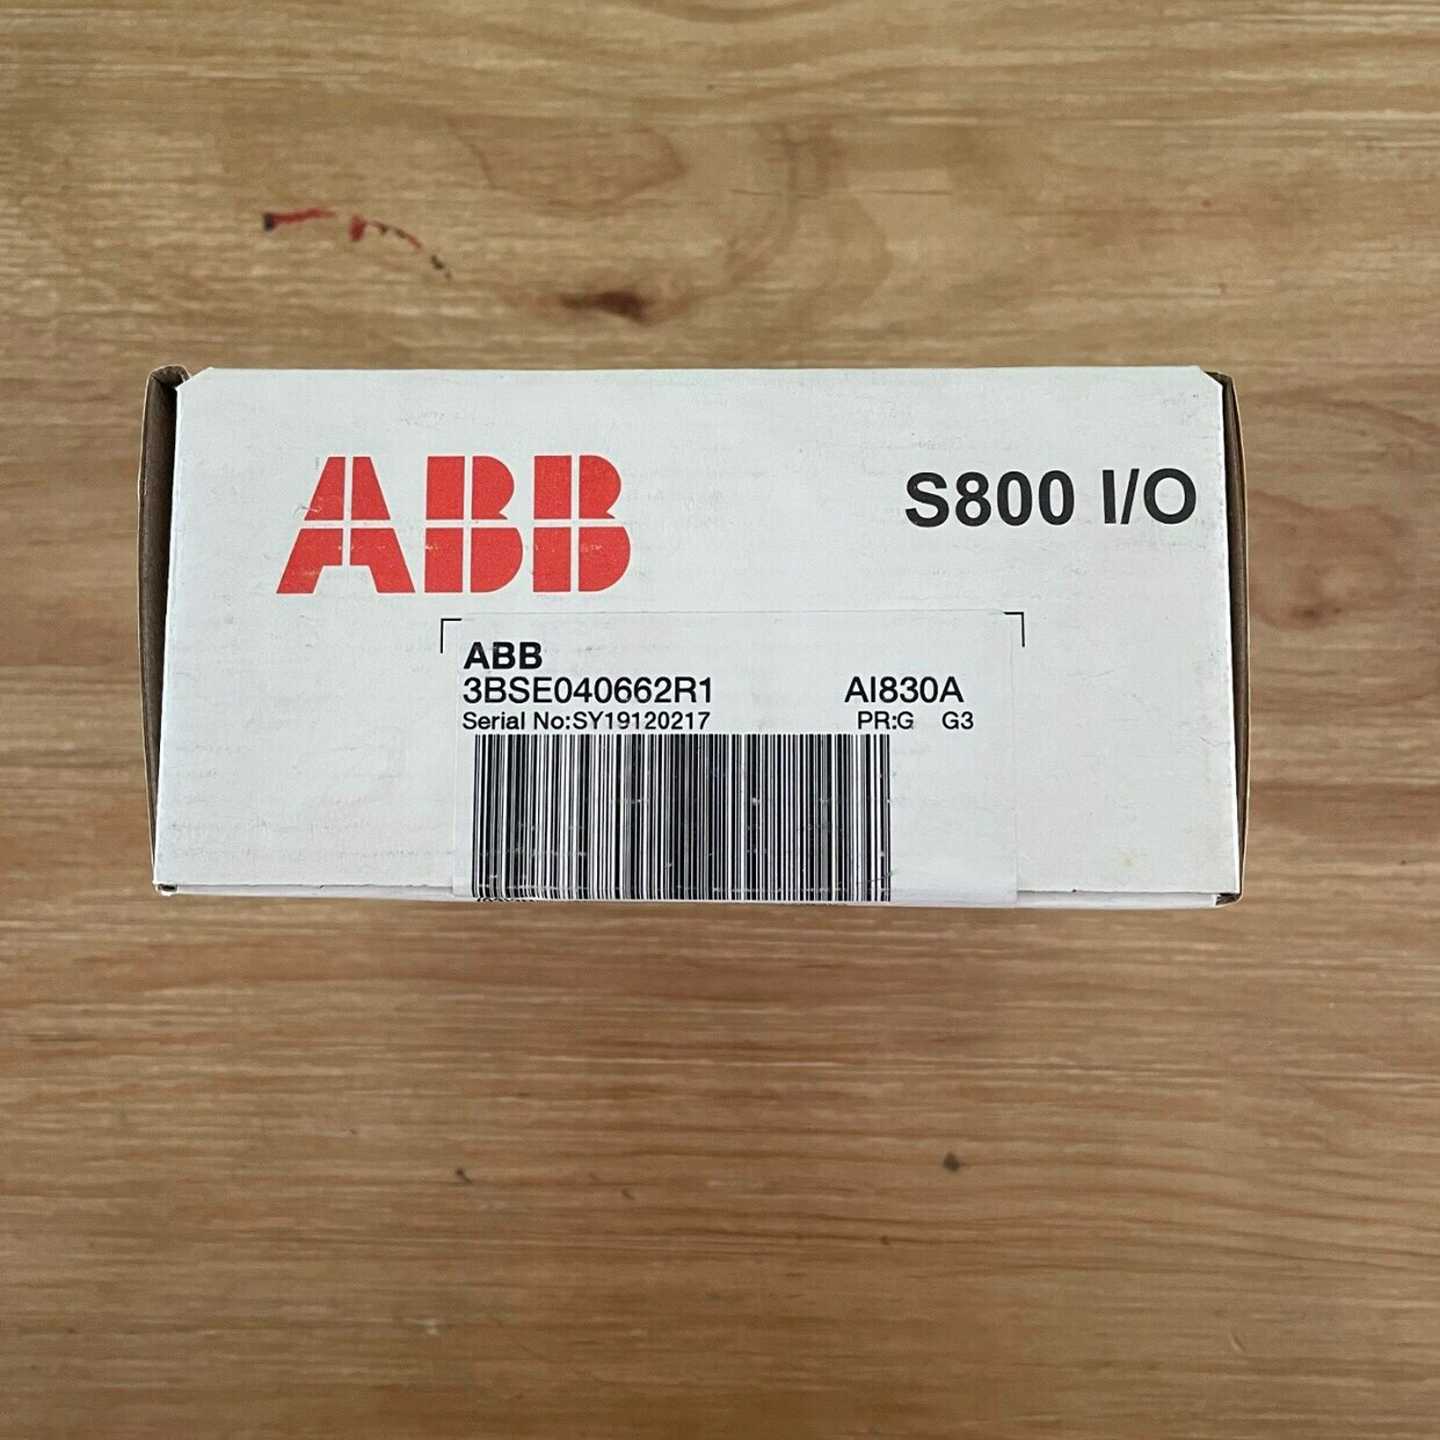 ABB
S800 I/O
ABB
3BSE040662R1 AI830A
Serial No:SY19120217 PR:G G3